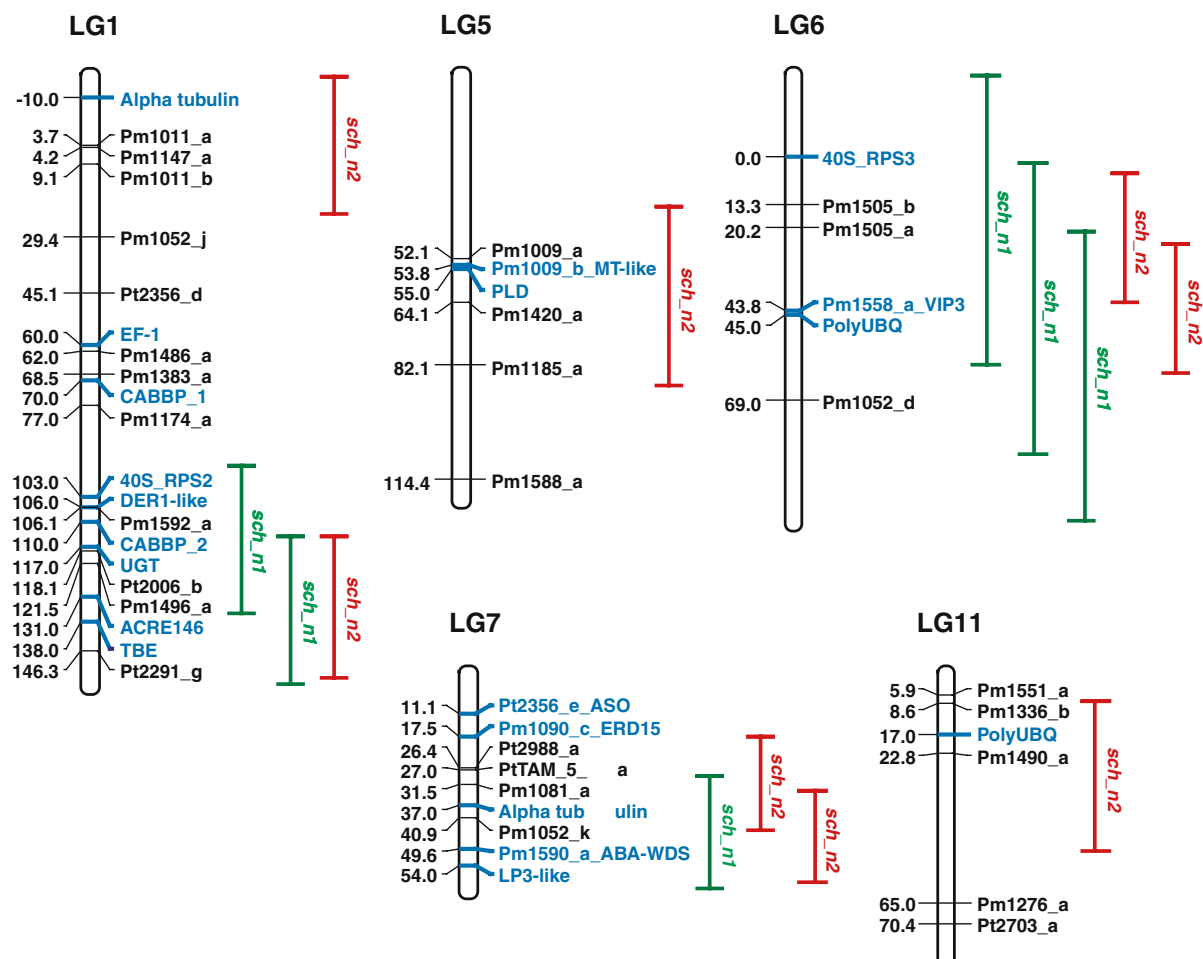 LG1
-10.0 Alpha tubulin
3.7 Pm1011_a
4.2 Pm1147_a
9.1 Pm1011_b
29.4 Pm1052_j
45.1 Pt2356_d
60.0 EF-1
62.0 Pm1486_a
68.5 Pm1383_a
70.0 CABBP_1
77.0 Pm1174_a
103.0 40S_RPS2
106.0 DER1-like
106.1 Pm1592_a
110.0 CABBP_2
117.0 UGT
118.1 Pt2006_b
121.5 Pm1496_a
131.0 ACRE146
138.0 TBE
146.3 Pt2291_g
sch_n2
sch_n1
sch_n1
sch_n2
LG5
52.1 Pm1009_a
53.8 Pm1009_b_MT-like
55.0 PLD
64.1 Pm1420_a
82.1 Pm1185_a
114.4 Pm1588_a
sch_n2
LG6
0.0 40S_RPS3
13.3 Pm1505_b
20.2 Pm1505_a
43.8 Pm1558_a_VIP3
45.0 PolyUBQ
69.0 Pm1052_d
sch_n1
sch_n1
sch_n1
sch_n2
sch_n2
LG7
11.1 Pt2356_e_ASO
17.5 Pm1090_c_ERD15
26.4 Pt2988_a
27.0 PtTAM_5_ a
31.5 Pm1081_a
37.0 Alpha tub ulin
40.9 Pm1052_k
49.6 Pm1590_a_ABA-WDS
54.0 LP3-like
sch_n1
sch_n2
sch_n2
LG11
5.9 Pm1551_a
8.6 Pm1336_b
17.0 PolyUBQ
22.8 Pm1490_a
65.0 Pm1276_a
70.4 Pt2703_a
sch_n2